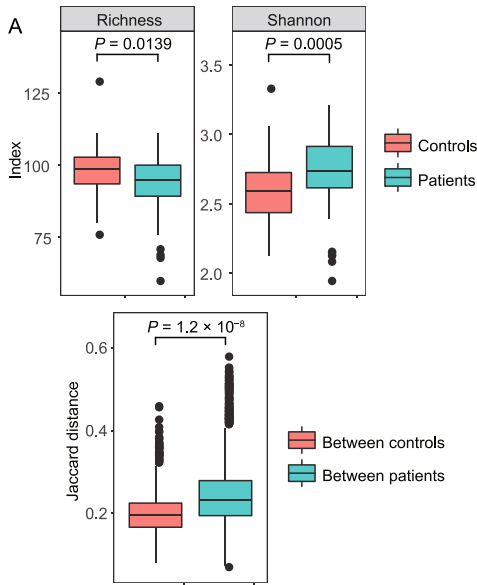 A
Richness
Shannon
P = 0.0139
P = 0.0005
Index
125
100
75
3.5
3.0
2.5
2.0
Controls
Patients
P = 1.2 × 10⁻⁸
Jaccard distance
0.6
0.4
0.2
Between controls
Between patients